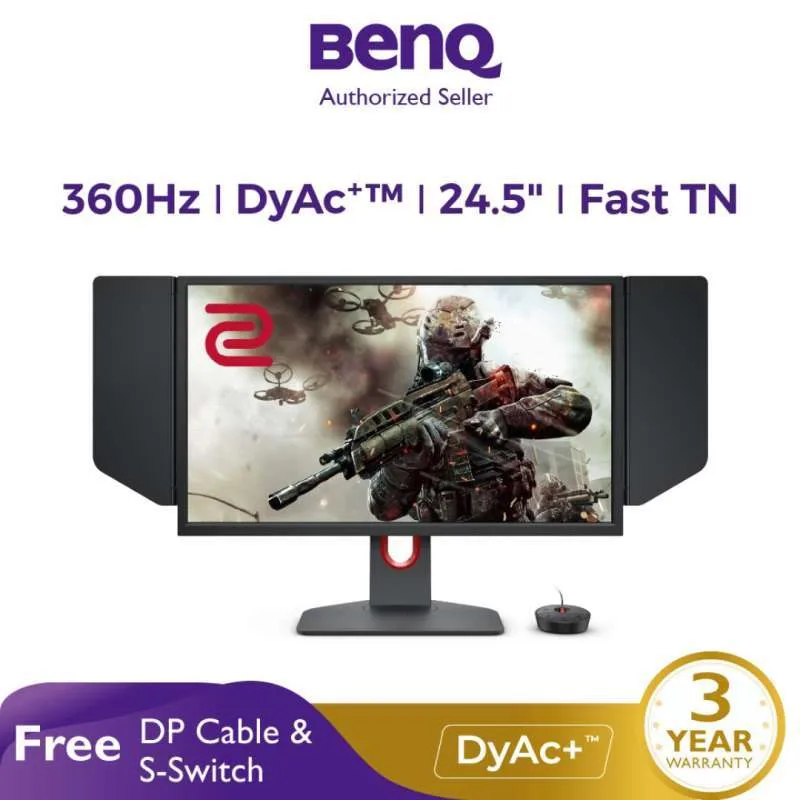 BenQ
Authorized Seller
360Hz | DyAc⁺™ | 24.5" | Fast TN
Free DP Cable &
S-Switch
DyAc+™
3
YEAR
WARRANTY